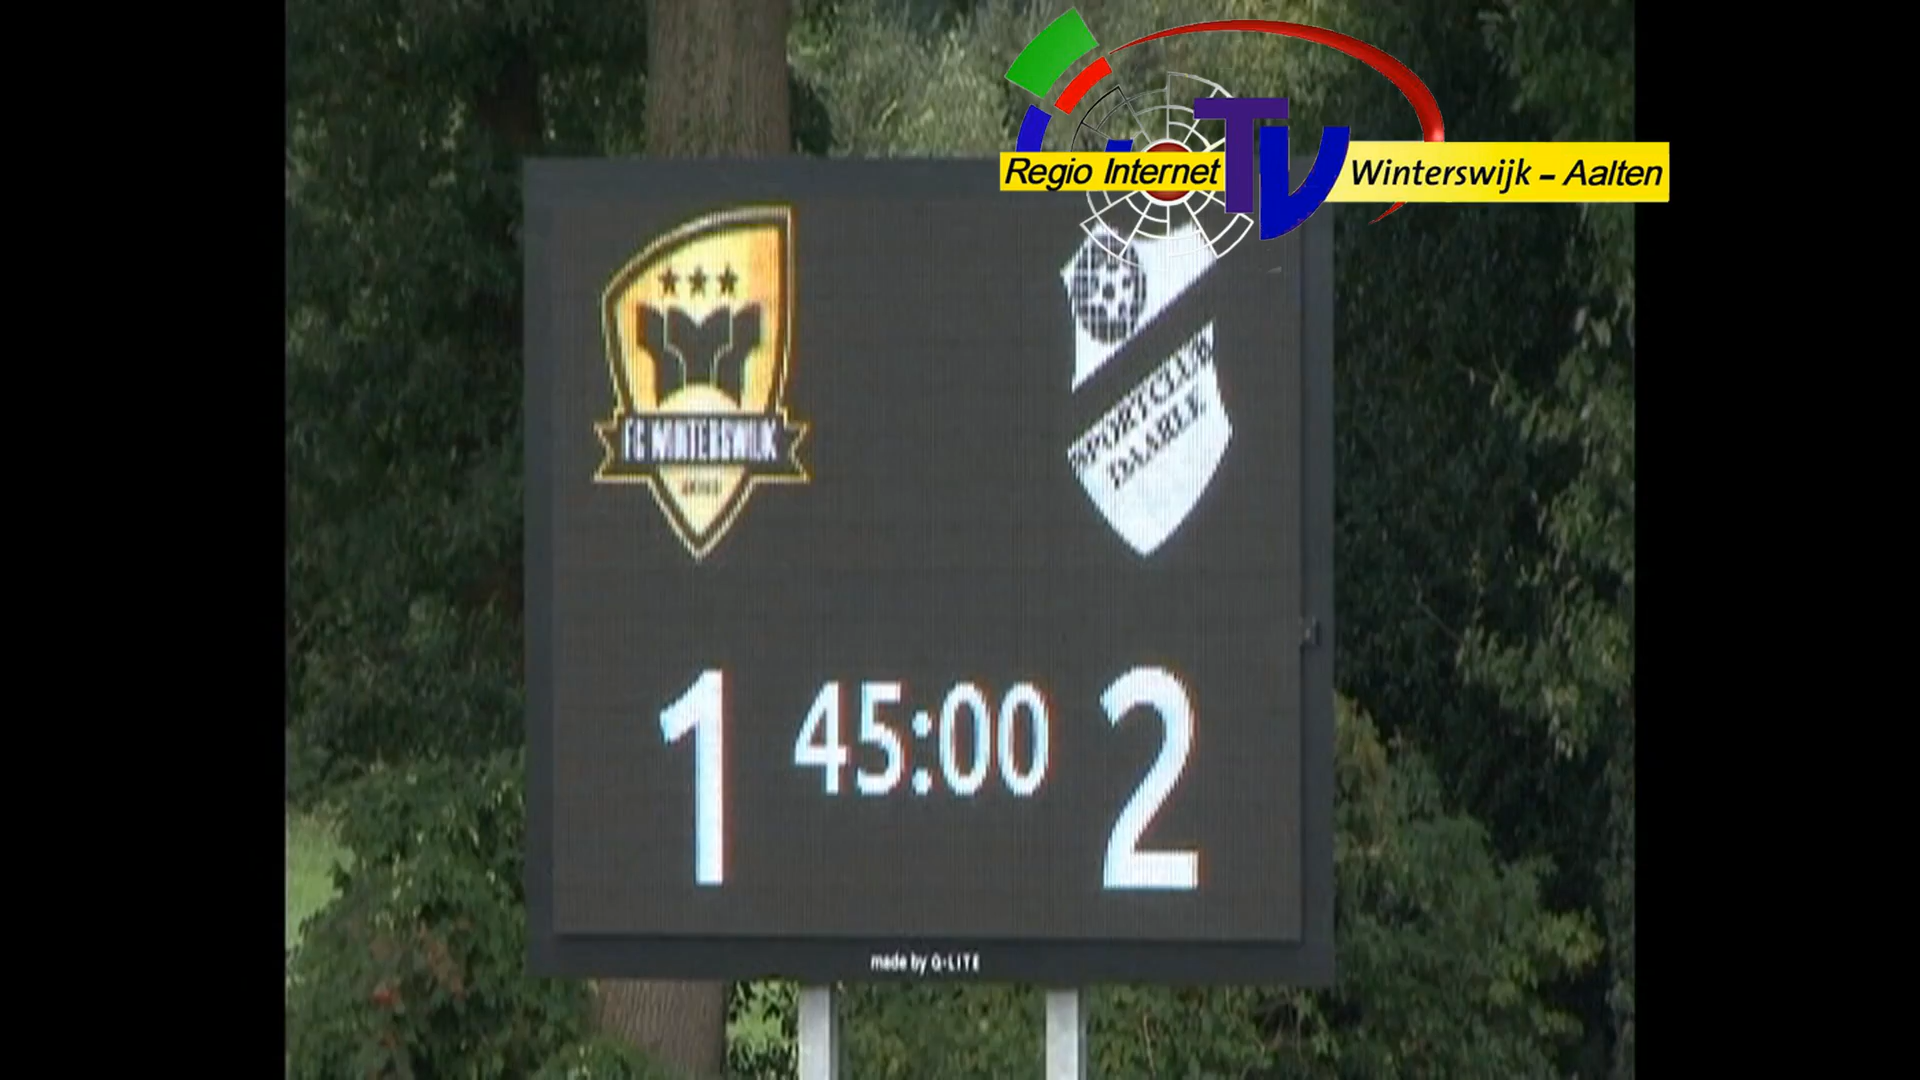 Regio Internet TV Winterswijk - Aalten
FC WINTERSWIJK
SPORTCLUB
DAARLE
1 45:00 2
made by Q-LITE